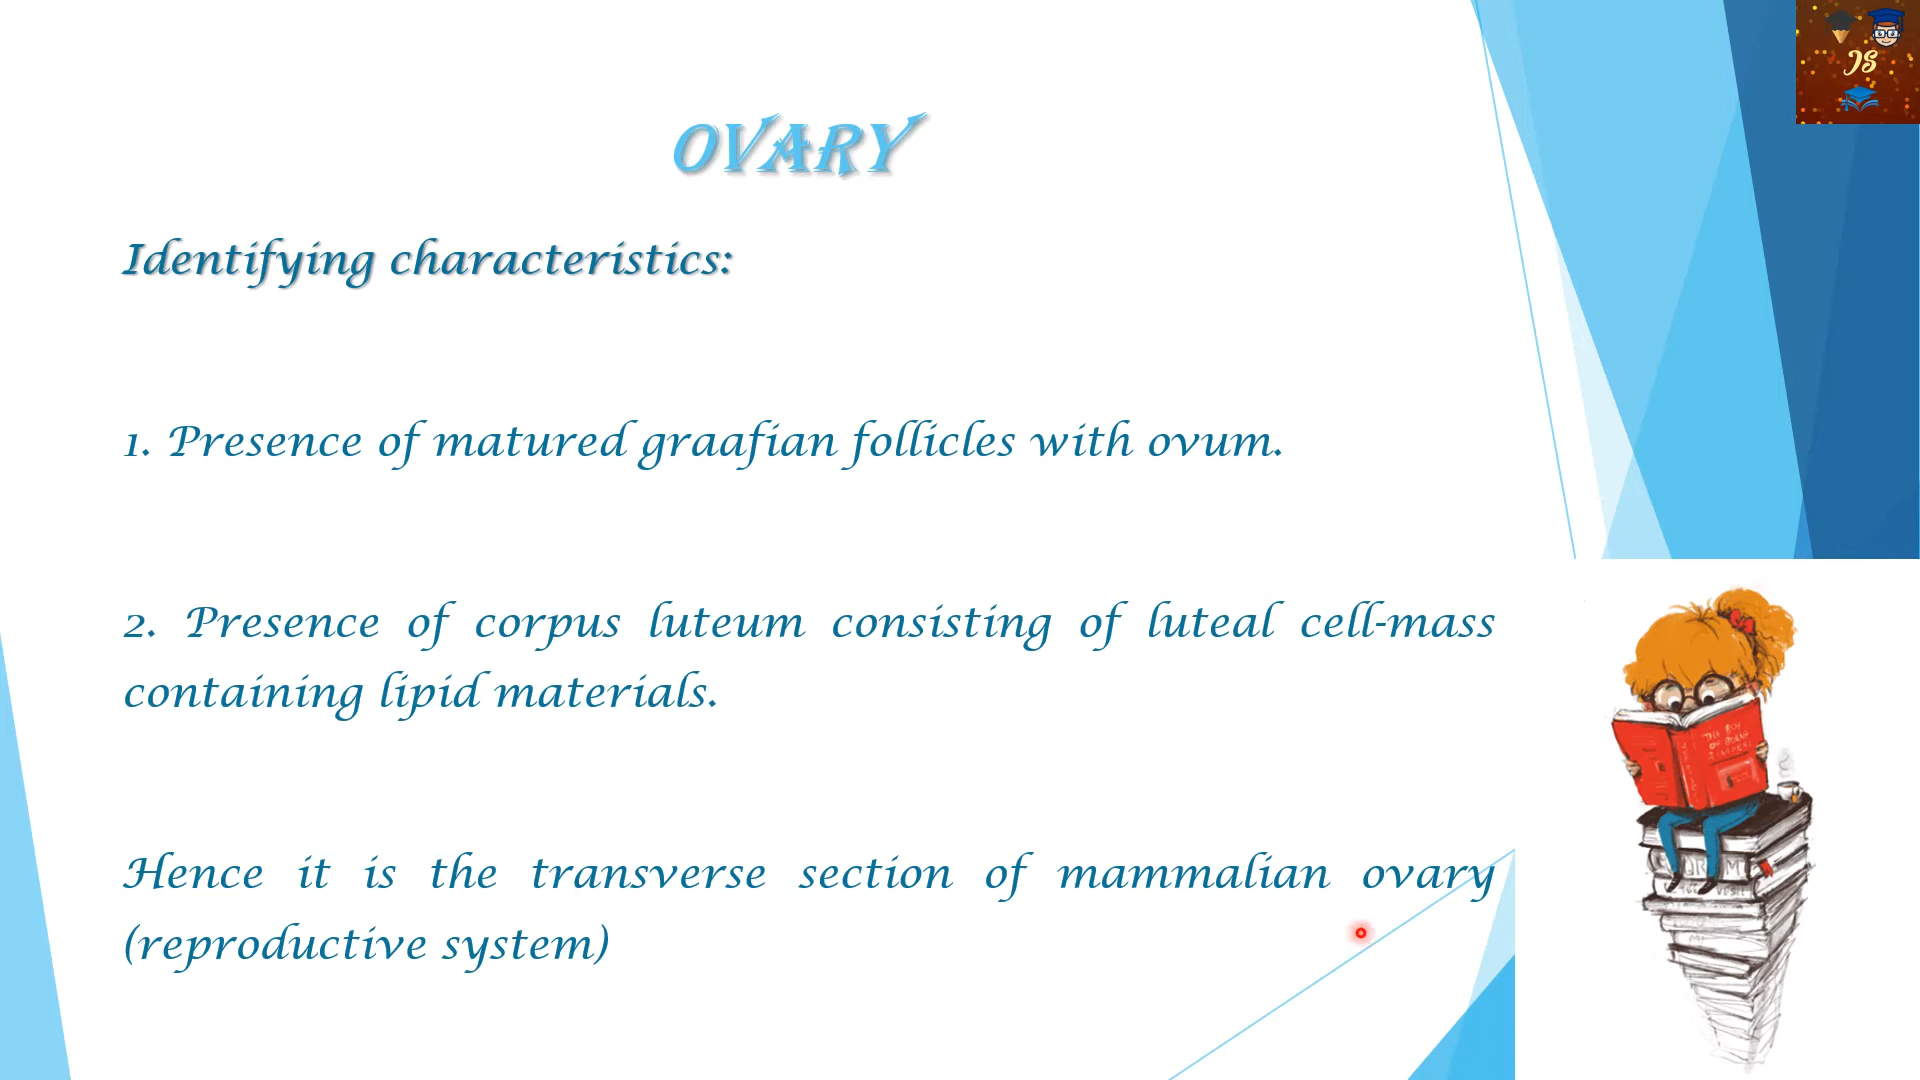 JS
OVARY
Identifying characteristics:
1. Presence of matured graafian follicles with ovum.
2. Presence of corpus luteum consisting of luteal cell-mass
containing lipid materials.
Hence it is the transverse section of mammalian ovary
(reproductive system)